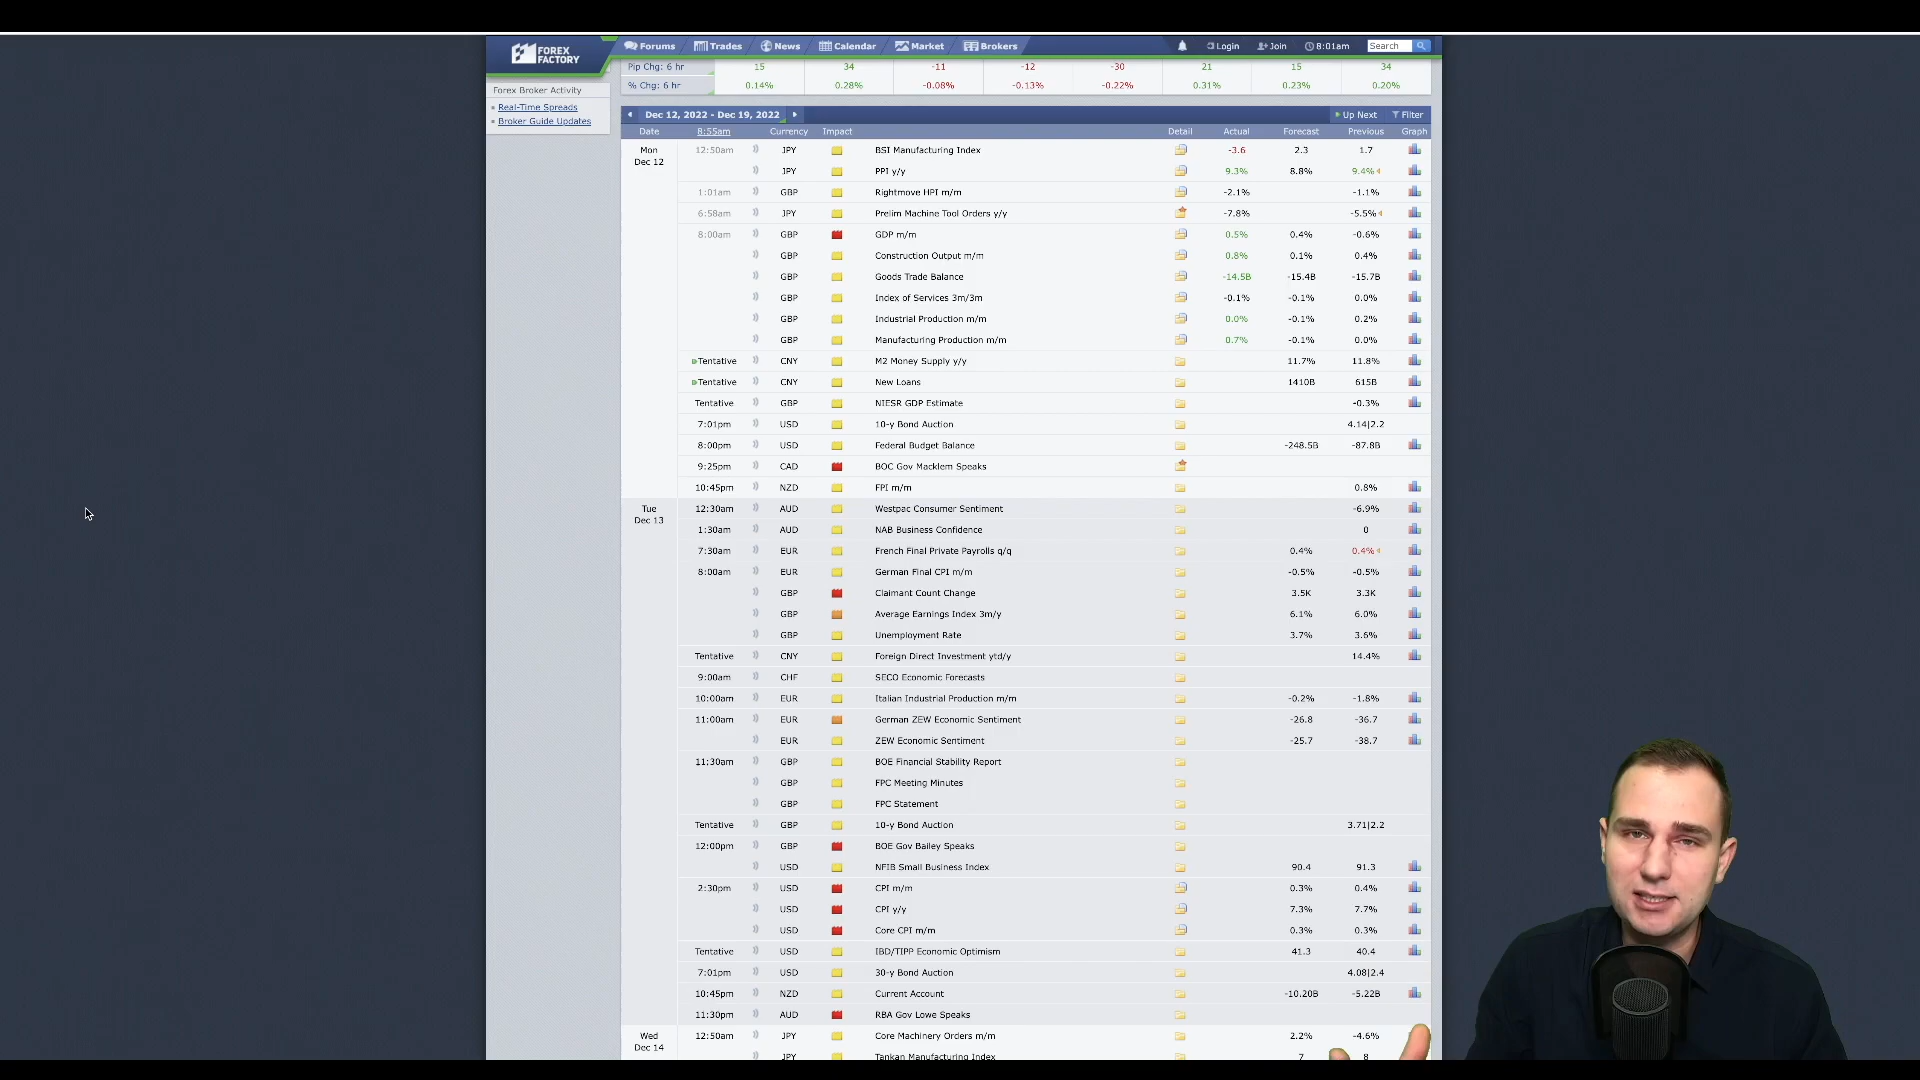 FOREX FACTORY
Forums Trades News Calendar Market Brokers Login Join 8:01am Search
Pip Chg: 6 hr 15 34 -11 -12 -30 21 15 34
% Chg: 6 hr 0.14% 0.28% -0.08% -0.13% -0.22% 0.31% 0.23% 0.20%
Forex Broker Activity
Real-Time Spreads
Broker Guide Updates
Dec 12, 2022 - Dec 19, 2022 Up Next Filter
Date 8:55am Currency Impact Detail Actual Forecast Previous Graph
Mon Dec 12 12:50am JPY BSI Manufacturing Index -3.6 2.3 1.7
JPY PPI y/y 9.3% 8.8% 9.4%
1:01am GBP Rightmove HPI m/m -2.1% -1.1%
6:58am JPY Prelim Machine Tool Orders y/y -7.8% -5.5%
8:00am GBP GDP m/m 0.5% 0.4% -0.6%
GBP Construction Output m/m 0.8% 0.1% 0.4%
GBP Goods Trade Balance -14.5B -15.4B -15.7B
GBP Index of Services 3m/3m -0.1% -0.1% 0.0%
GBP Industrial Production m/m 0.0% -0.1% 0.2%
GBP Manufacturing Production m/m 0.7% -0.1% 0.0%
Tentative CNY M2 Money Supply y/y 11.7% 11.8%
Tentative CNY New Loans 1410B 615B
Tentative GBP NIESR GDP Estimate -0.3%
7:01pm USD 10-y Bond Auction 4.14|2.2
8:00pm USD Federal Budget Balance -248.5B -87.8B
9:25pm CAD BOC Gov Macklem Speaks
10:45pm NZD FPI m/m 0.8%
Tue Dec 13 12:30am AUD Westpac Consumer Sentiment -6.9%
1:30am AUD NAB Business Confidence 0
7:30am EUR French Final Private Payrolls q/q 0.4% 0.4%
8:00am EUR German Final CPI m/m -0.5% -0.5%
GBP Claimant Count Change 3.5K 3.3K
GBP Average Earnings Index 3m/y 6.1% 6.0%
GBP Unemployment Rate 3.7% 3.6%
Tentative CNY Foreign Direct Investment ytd/y 14.4%
9:00am CHF SECO Economic Forecasts
10:00am EUR Italian Industrial Production m/m -0.2% -1.8%
11:00am EUR German ZEW Economic Sentiment -26.8 -36.7
EUR ZEW Economic Sentiment -25.7 -38.7
11:30am GBP BOE Financial Stability Report
GBP FPC Meeting Minutes
GBP FPC Statement
Tentative GBP 10-y Bond Auction 3.71|2.2
12:00pm GBP BOE Gov Bailey Speaks
USD NFIB Small Business Index 90.4 91.3
2:30pm USD CPI m/m 0.3% 0.4%
USD CPI y/y 7.3% 7.7%
USD Core CPI m/m 0.3% 0.3%
Tentative USD IBD/TIPP Economic Optimism 41.3 40.4
7:01pm USD 30-y Bond Auction 4.08|2.4
10:45pm NZD Current Account -10.20B -5.22B
11:30pm AUD RBA Gov Lowe Speaks
Wed Dec 14 12:50am JPY Core Machinery Orders m/m 2.2% -4.6%
JPY Tankan Manufacturing Index 7 8